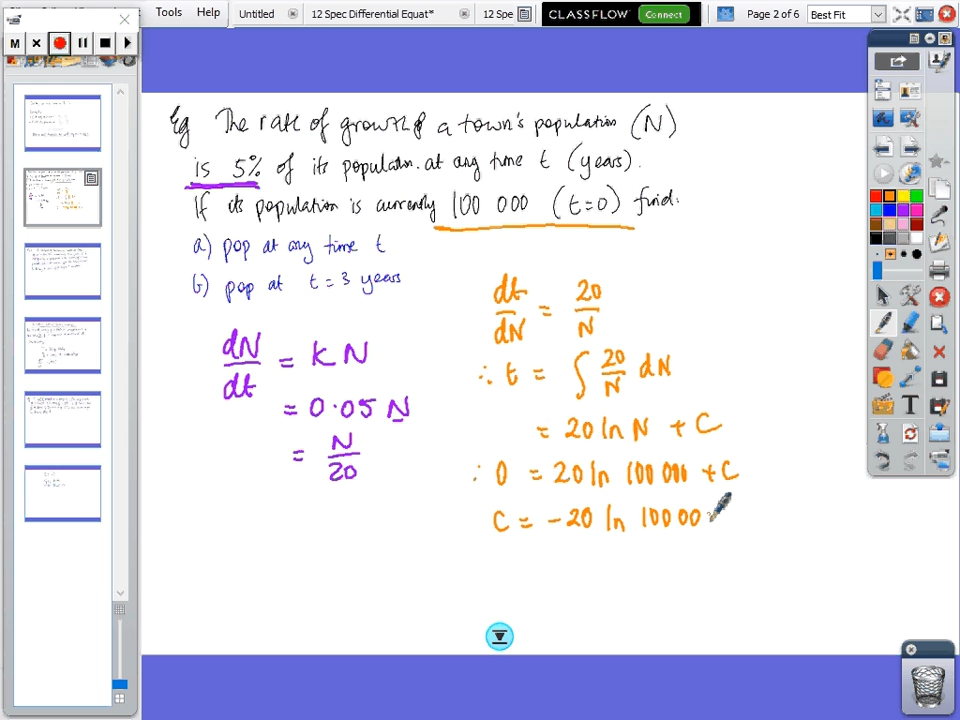 Tools Help Untitled 12 Spec Differential Equat* 12 Spe CLASSFLOW Connect Page 2 of 6 Best Fit
M
Eg The rate of growth of a town's population (N)
is 5% of its population at any time t (years).
If its population is currently 100 000 (t=0) find:
a) pop at any time t
b) pop at t = 3 years
dN/dt = kN
= 0.05 N
= N/20
dt/dN = 20/N
∴ t = ∫ 20/N dN
= 20 ln N + C
∴ 0 = 20 ln 100 000 + C
C = -20 ln 100 00
T